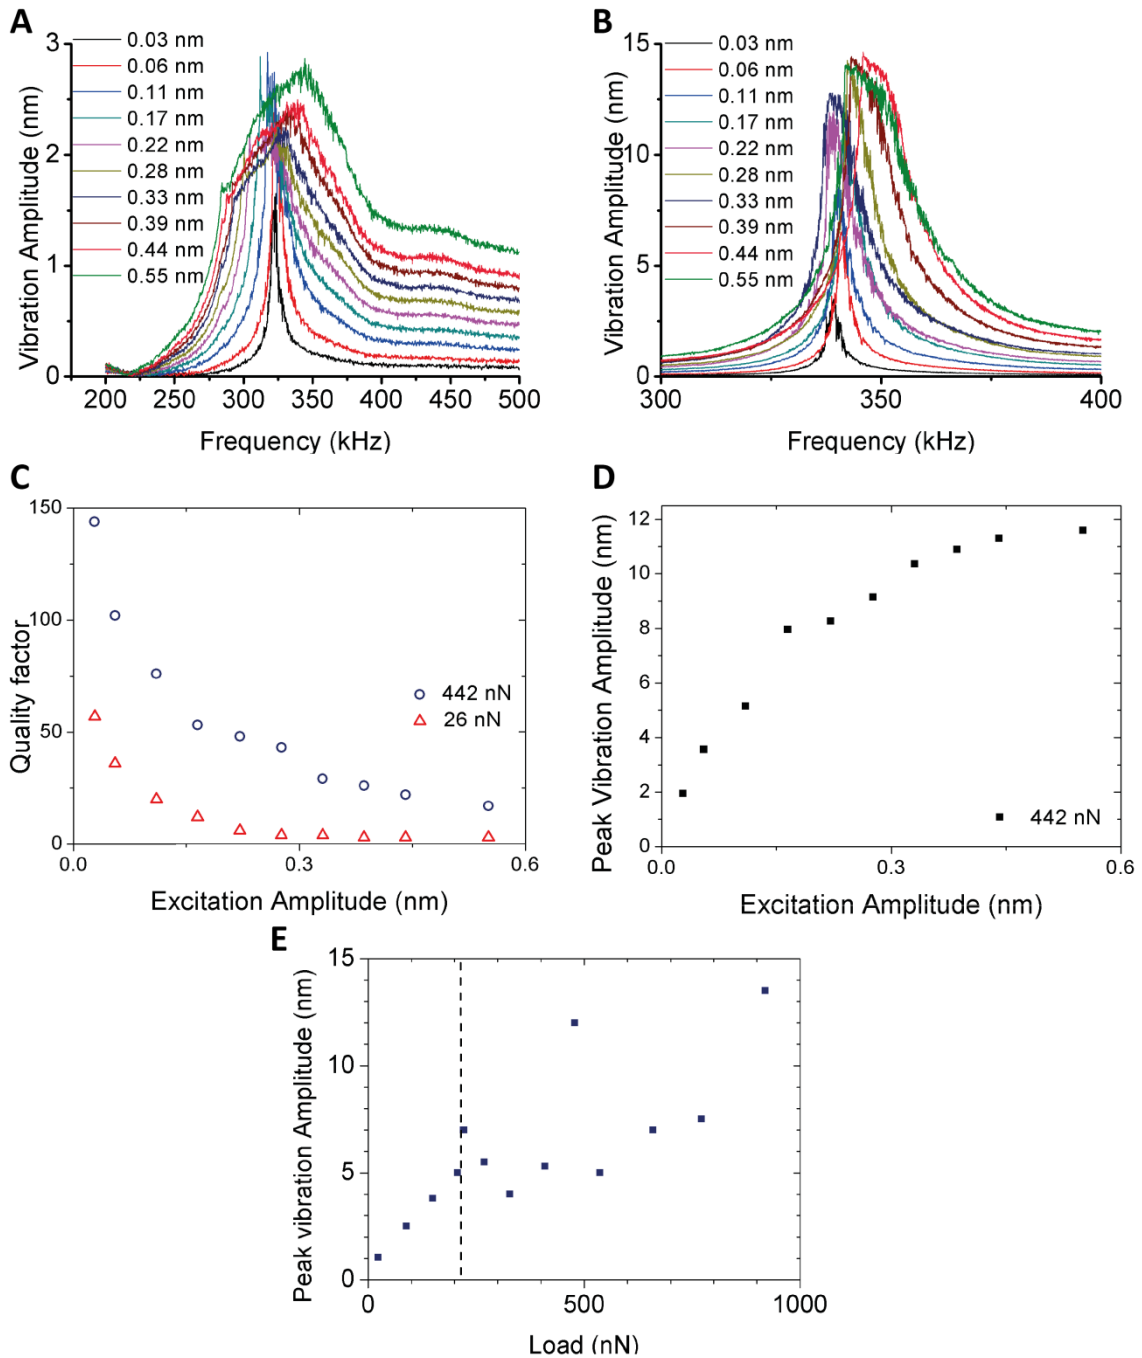 A
Vibration Amplitude (nm)
3
2
1
0
0.03 nm
0.06 nm
0.11 nm
0.17 nm
0.22 nm
0.28 nm
0.33 nm
0.39 nm
0.44 nm
0.55 nm
200 250 300 350 400 450 500
Frequency (kHz)
B
Vibration Amplitude (nm)
15
10
5
0
0.03 nm
0.06 nm
0.11 nm
0.17 nm
0.22 nm
0.28 nm
0.33 nm
0.39 nm
0.44 nm
0.55 nm
300 350 400
Frequency (kHz)
C
Quality factor
150
100
50
0
442 nN
26 nN
0.0 0.3 0.6
Excitation Amplitude (nm)
D
Peak Vibration Amplitude (nm)
12
10
8
6
4
2
0
442 nN
0.0 0.3 0.6
Excitation Amplitude (nm)
E
Peak vibration Amplitude (nm)
15
10
5
0
0 500 1000
Load (nN)